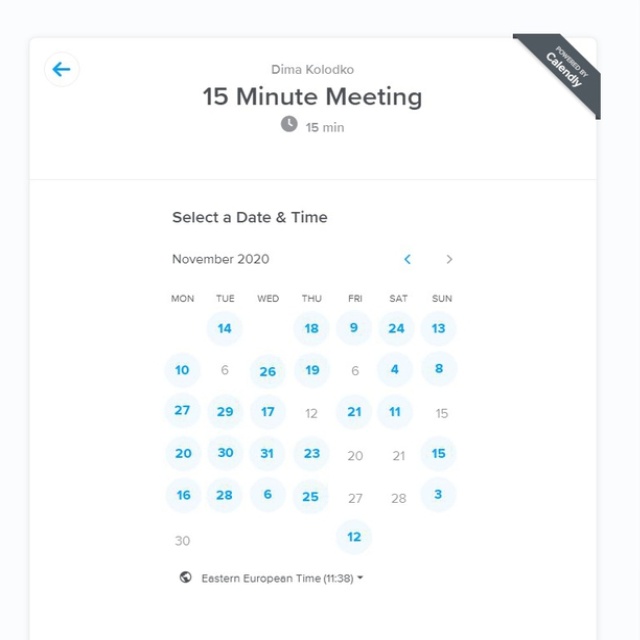 POWERED BY
Calendly
Dima Kolodko
15 Minute Meeting
15 min
Select a Date & Time
November 2020
MON TUE WED THU FRI SAT SUN
14 18 9 24 13
10 6 26 19 6 4 8
27 29 17 12 21 11 15
20 30 31 23 20 21 15
16 28 6 25 27 28 3
30 12
Eastern European Time (11:38)